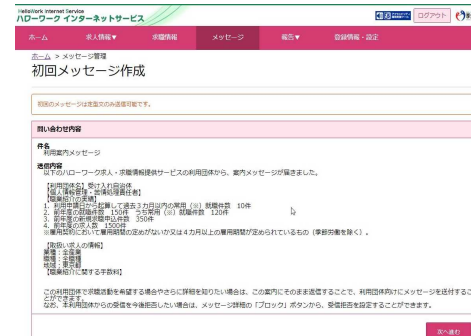 HelloWork Internet Service
ハローワーク インターネットサービス
ログアウト
ホーム 求人情報▼ 求職情報 メッセージ 報告▼ 登録情報・設定
ホーム > メッセージ管理
初回メッセージ作成
初回のメッセージは定型文のみ送信可能です。
問い合わせ内容
件名
利用案内メッセージ
送信内容
以下のハローワーク求人・求職情報提供サービスの利用団体から、案内メッセージが届きました。
【利用団体名】受け入れ自治体
【個人情報管理・苦情処理責任者】
【職業紹介の実績】
1. 利用申請日から起算して過去3カ月以内の常用（※）就職件数 10件
2. 前年度の就職件数 150件 うち常用（※）就職件数 120件
3. 前年度の新規求職申込件数 350件
4. 前年度の求人数 1500件
※雇用契約において雇用期間の定めがないか又は4カ月以上の雇用期間が定められているもの（季節労働を除く）。
【取扱い求人の情報】
業種：全産業
職種：全職種
地域：東京都
【職業紹介に関する手数料】
この利用団体で求職活動を希望する場合やさらに詳細を知りたい場合は、この案内にそのまま返信することで、利用団体向けにメッセージを送付するこ
とができます。
なお、本利用団体からの受信を今後拒否したい場合は、メッセージ詳細の「ブロック」ボタンから、受信拒否を設定することができます。
次へ進む